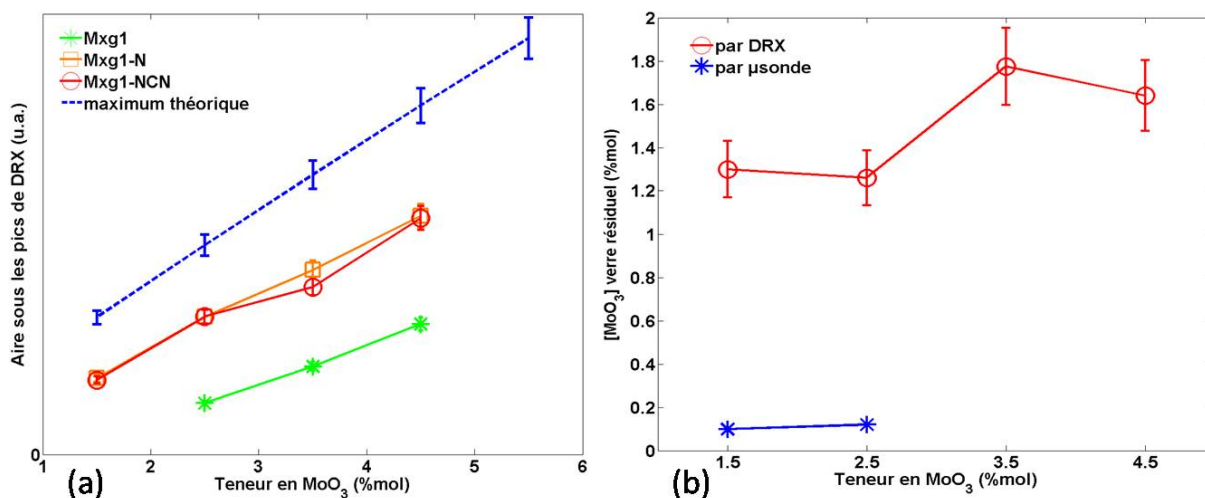 Aire sous les pics de DRX (u.a.)
Mxg1
Mxg1-N
Mxg1-NCN
maximum théorique
0
1 2 3 4 5 6
Teneur en MoO3 (%mol)
(a)
[MoO3] verre résiduel (%mol)
par DRX
par µsonde
2
1.8
1.6
1.4
1.2
1
0.8
0.6
0.4
0.2
0
1.5 2.5 3.5 4.5
Teneur en MoO3 (%mol)
(b)